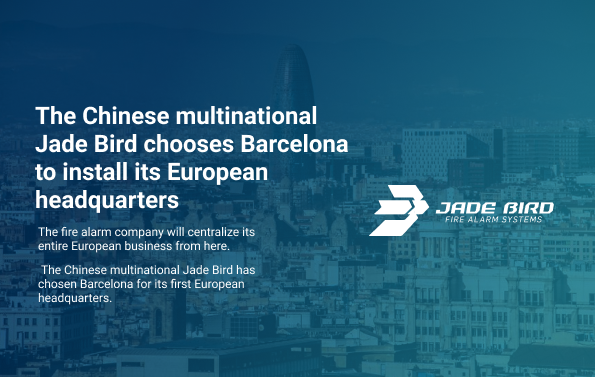 The Chinese multinational
Jade Bird chooses Barcelona
to install its European
headquarters
The fire alarm company will centralize its
entire European business from here.
The Chinese multinational Jade Bird has
chosen Barcelona for its first European
headquarters.
JADE BIRD
FIRE ALARM SYSTEMS